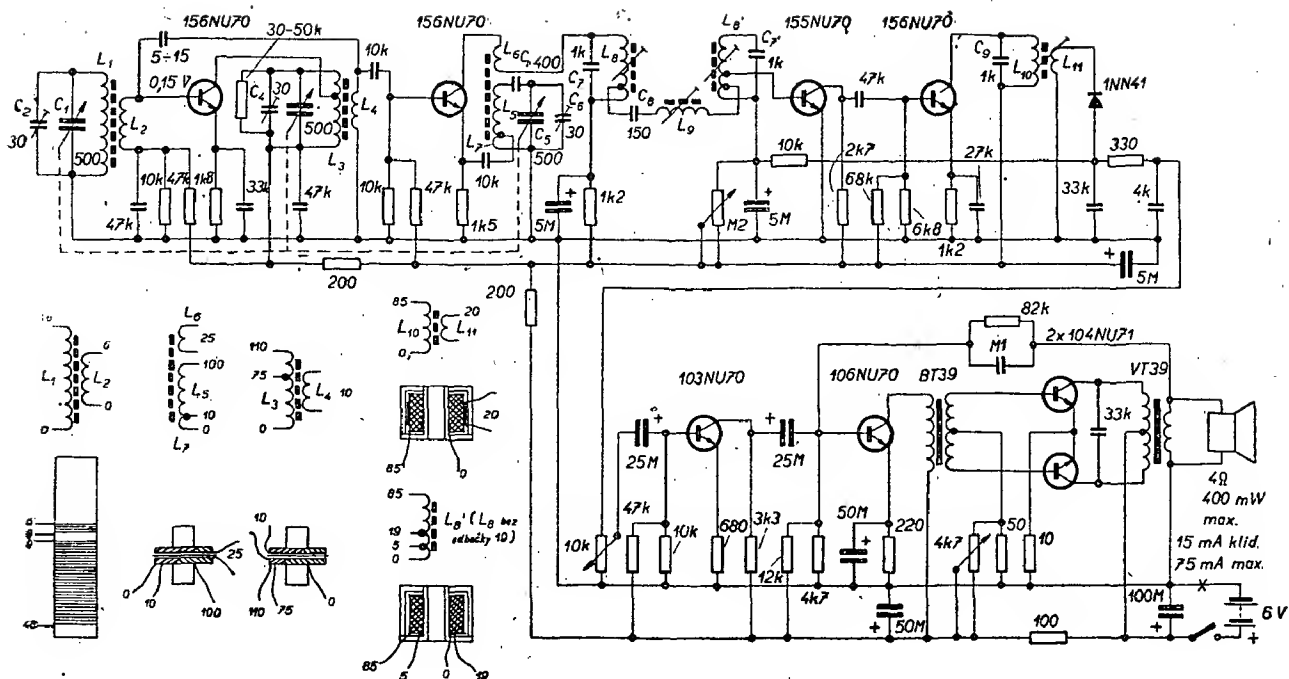 156NU70
30-50k
156NU70
155NU70
156NU70
5÷15
L1
0,15 V
C2
30
C1
500
L2
C4
30
500
L3
L4
10k
L6
C, 400
L5
C5
500
C6
30
L7
10k
1k
C7
L8
C8
150
L9
L8'
C7'
1k
47k
C9
1k
L10
L11
1NN41
10k
330
47k
10k
47k
1k8
33k
47k
10k
47k
1k5
5M
1k2
M2
5M
2k7
68k
6k8
1k2
27k
33k
4k
5M
200
200
82k
M1
2x104NU71
103NU70
106NU70
BT39
VT39
33k
25M
25M
4Ω
400 mW
max.
15 mA klid.
75 mA max.
10k
47k
10k
680
3k3
12k
4k7
50M
220
50M
4k7
50
10
100
100M
x
6V
L1
L2
6
0
0
L6
25
100
L5
10
0
L7
110
75
L3
0
L4
10
85
L10
0
20
L11
20
85
0
85
19
5
0
L8' (L8 bez
odbočky 19)
85
5
0
19
0
10
25
100
10
110
75
0